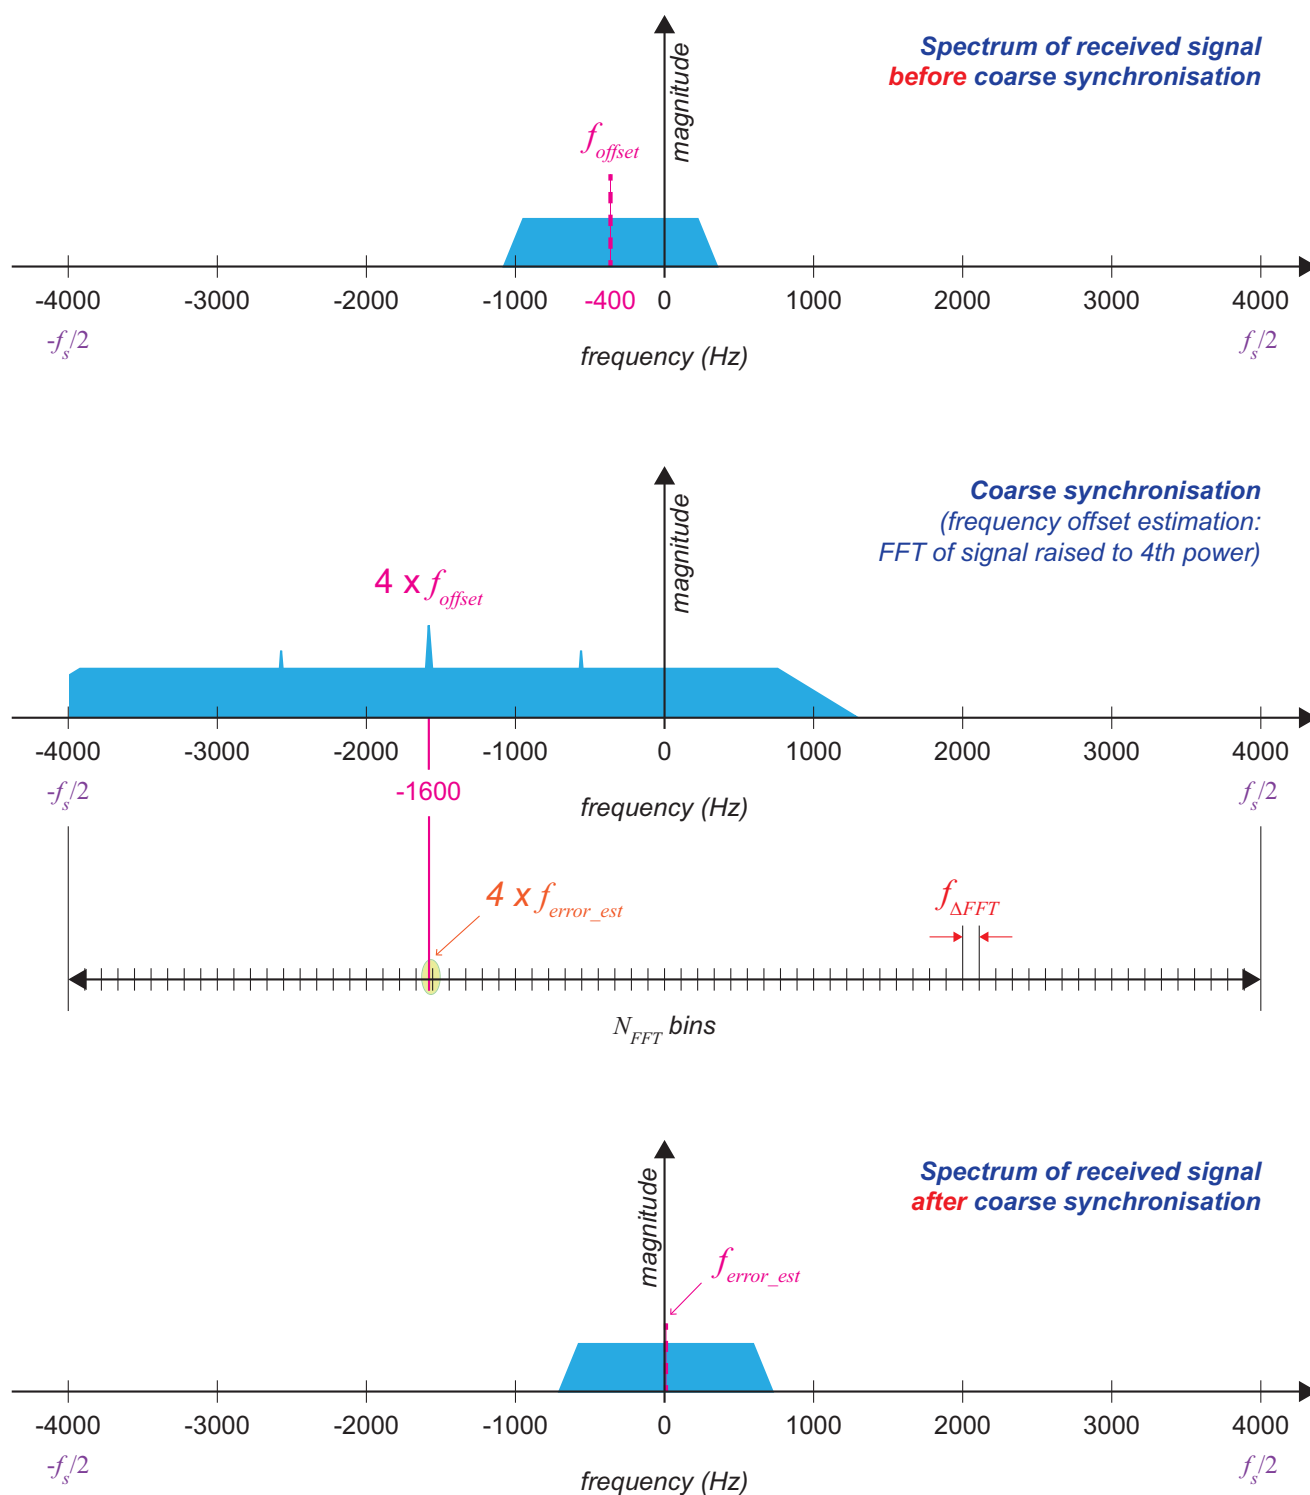 Spectrum of received signal
before coarse synchronisation
magnitude
f_offset
-4000 -3000 -2000 -1000 -400 0 1000 2000 3000 4000
-f_s/2 f_s/2
frequency (Hz)
Coarse synchronisation
(frequency offset estimation:
FFT of signal raised to 4th power)
magnitude
4 x f_offset
-4000 -3000 -2000 -1000 0 1000 2000 3000 4000
-f_s/2 -1600 frequency (Hz) f_s/2
4 x f_error_est
f_ΔFFT
N_FFT bins
Spectrum of received signal
after coarse synchronisation
magnitude
f_error_est
-4000 -3000 -2000 -1000 0 1000 2000 3000 4000
-f_s/2 f_s/2
frequency (Hz)